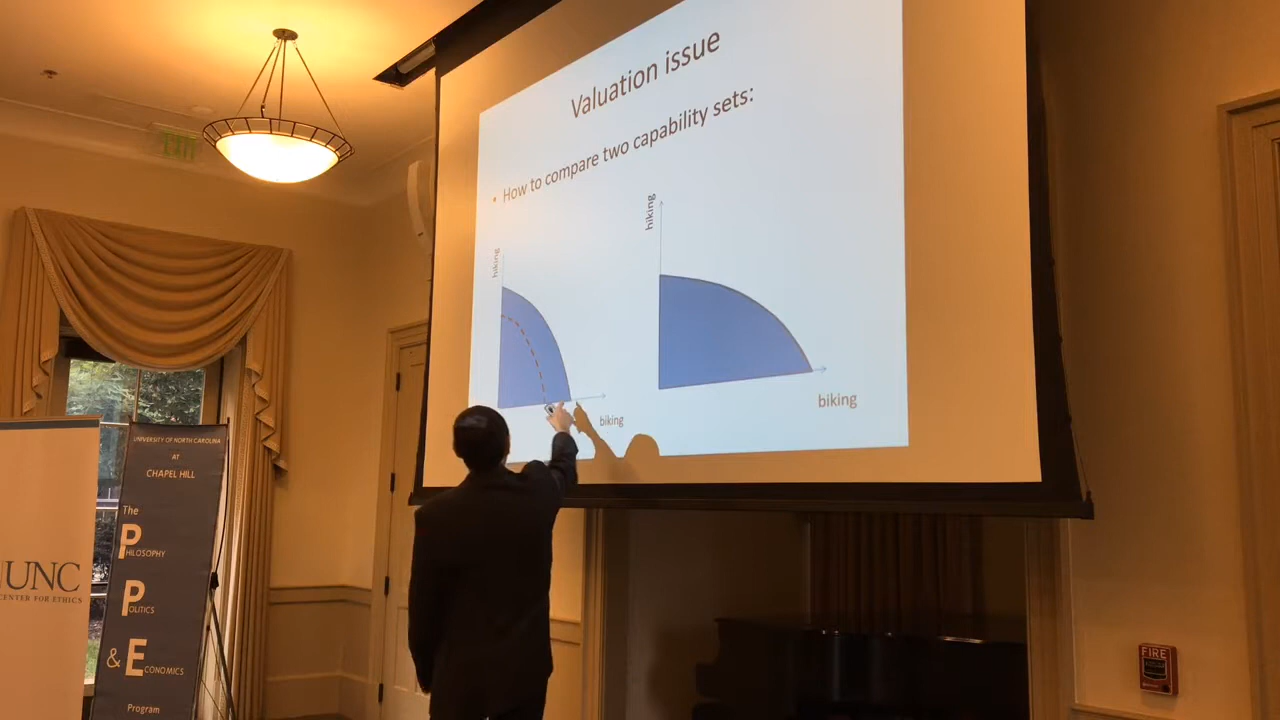 Valuation issue
• How to compare two capability sets:
hiking
hiking
biking
biking
UNC
CENTER FOR ETHICS
UNIVERSITY OF NORTH CAROLINA
AT
CHAPEL HILL
The
PHILOSOPHY
POLITICS
& ECONOMICS
Program
FIRE